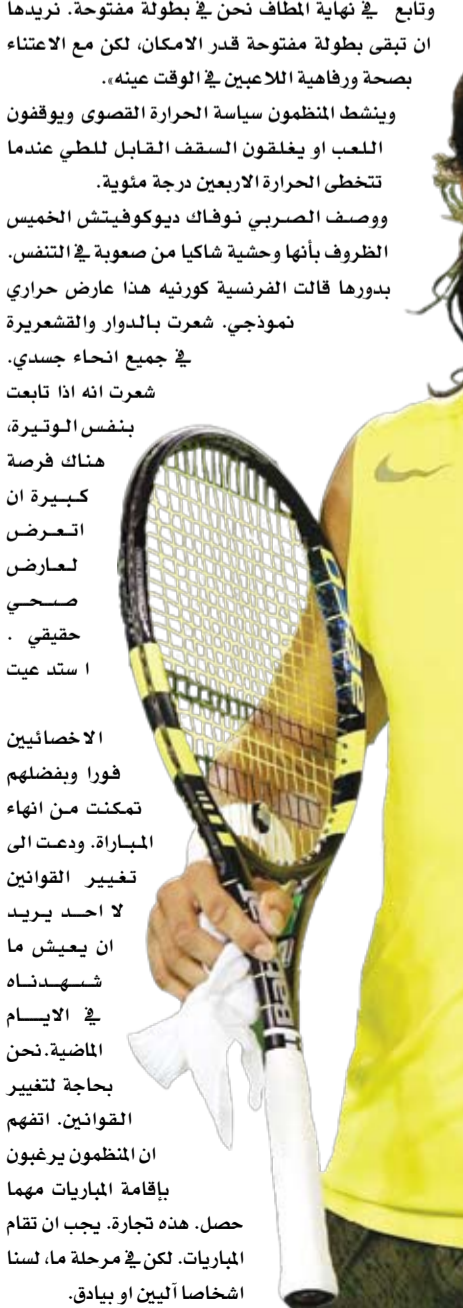 وتابع في نهاية المطاف نحن في بطولة مفتوحة. نريدها
ان تبقى بطولة مفتوحة قدر الامكان، لكن مع الاعتناء
بصحة ورفاهية اللاعبين في الوقت عينه».
وينشط المنظمون سياسة الحرارة القصوى ويوقفون
اللعب او يغلقون السقف القابل للطي عندما
تتخطى الحرارة الاربعين درجة مئوية.
ووصف الصربي نوفاك ديوكوفيتش الخميس
الظروف بأنها وحشية شاكيا من صعوبة في التنفس.
بدورها قالت الفرنسية كورنيه هذا عارض حراري
نموذجي. شعرت بالدوار والقشعريرة
في جميع انحاء جسدي.
شعرت انه اذا تابعت
بنفس الوتيرة،
هناك فرصة
كبيرة ان
اتعرض
لعارض
صحي
حقيقي .
ا ستد عيت
الاخصائيين
فورا وبفضلهم
تمكنت من انهاء
المباراة. ودعت الى
تغيير القوانين
لا احد يريد
ان يعيش ما
شهدناه
في الايام
الماضية.نحن
بحاجة لتغيير
القوانين. اتفهم
ان المنظمون يرغبون
بإقامة المباريات مهما
حصل. هذه تجارة. يجب ان تقام
المباريات. لكن في مرحلة ما، لسنا
اشخاصا آليين او بيادق.